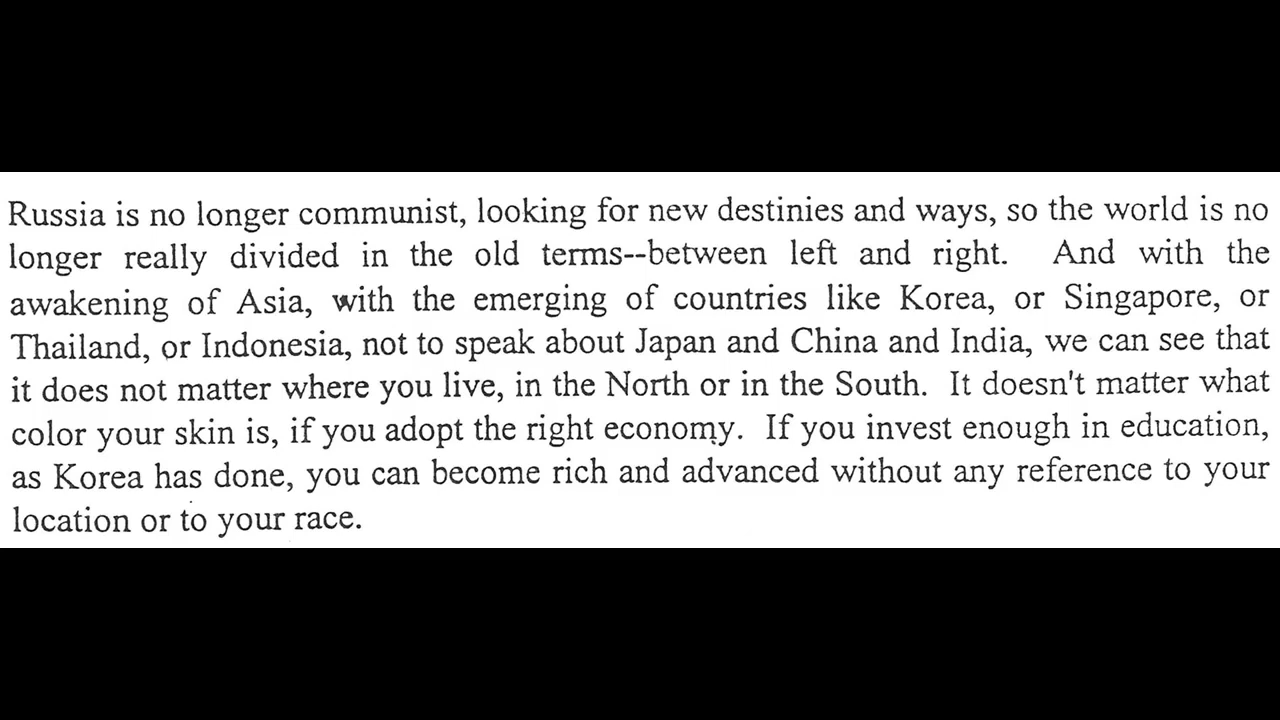 Russia is no longer communist, looking for new destinies and ways, so the world is no
longer really divided in the old terms--between left and right. And with the
awakening of Asia, with the emerging of countries like Korea, or Singapore, or
Thailand, or Indonesia, not to speak about Japan and China and India, we can see that
it does not matter where you live, in the North or in the South. It doesn't matter what
color your skin is, if you adopt the right economy. If you invest enough in education,
as Korea has done, you can become rich and advanced without any reference to your
location or to your race.